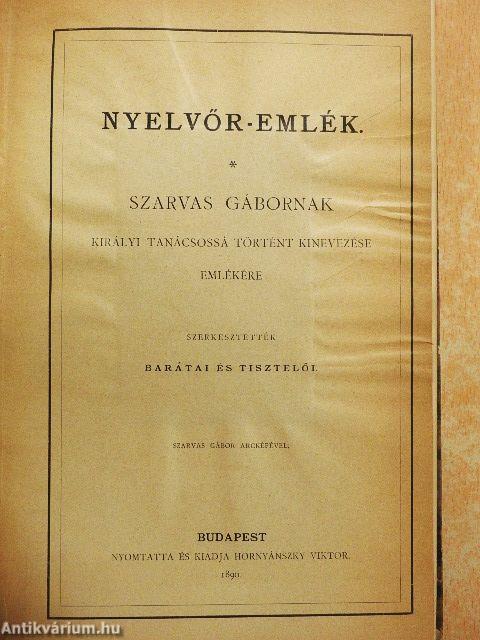 NYELVŐR-EMLÉK.
*
SZARVAS GÁBORNAK
KIRÁLYI TANÁCSOSSÁ TÖRTÉNT KINEVEZÉSE
EMLÉKÉRE
SZERKESZTETTÉK
BARÁTAI ÉS TISZTELŐI.
SZARVAS GÁBOR ARCKÉPÉVEL.
BUDAPEST
NYOMTATTA ÉS KIADJA HORNYÁNSZKY VIKTOR.
1890.
Antikvárium.hu